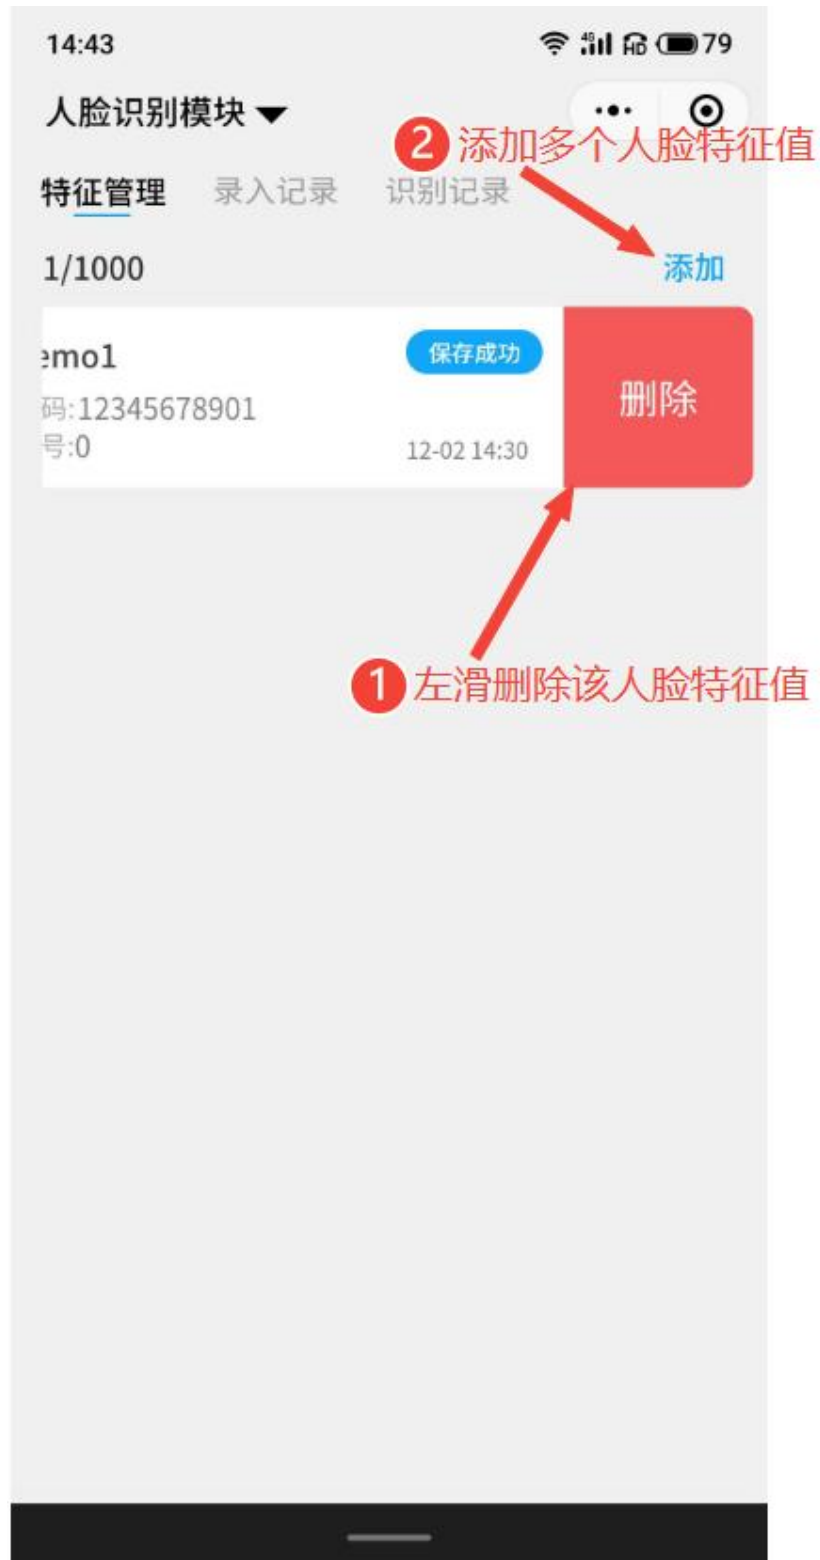 14:43
4G HD 79
人脸识别模块
2 添加多个人脸特征值
特征管理 录入记录 识别记录
1/1000 添加
emo1 保存成功
码:12345678901
号:0 12-02 14:30
删除
1 左滑删除该人脸特征值